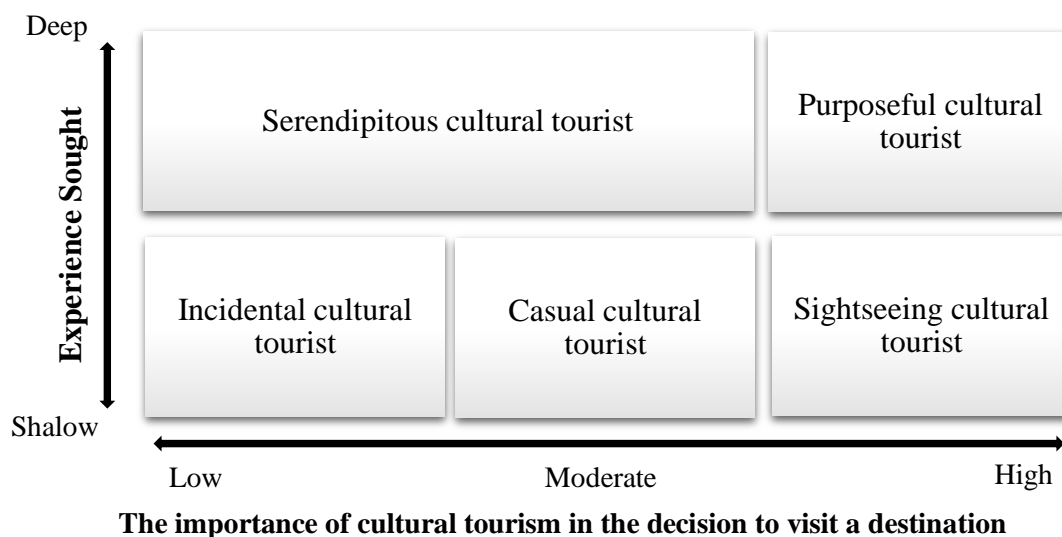 Deep
Serendipitous cultural tourist
Purposeful cultural
tourist
Experience Sought
Incidental cultural
tourist
Casual cultural
tourist
Sightseeing cultural
tourist
Shalow
Low
Moderate
High
The importance of cultural tourism in the decision to visit a destination